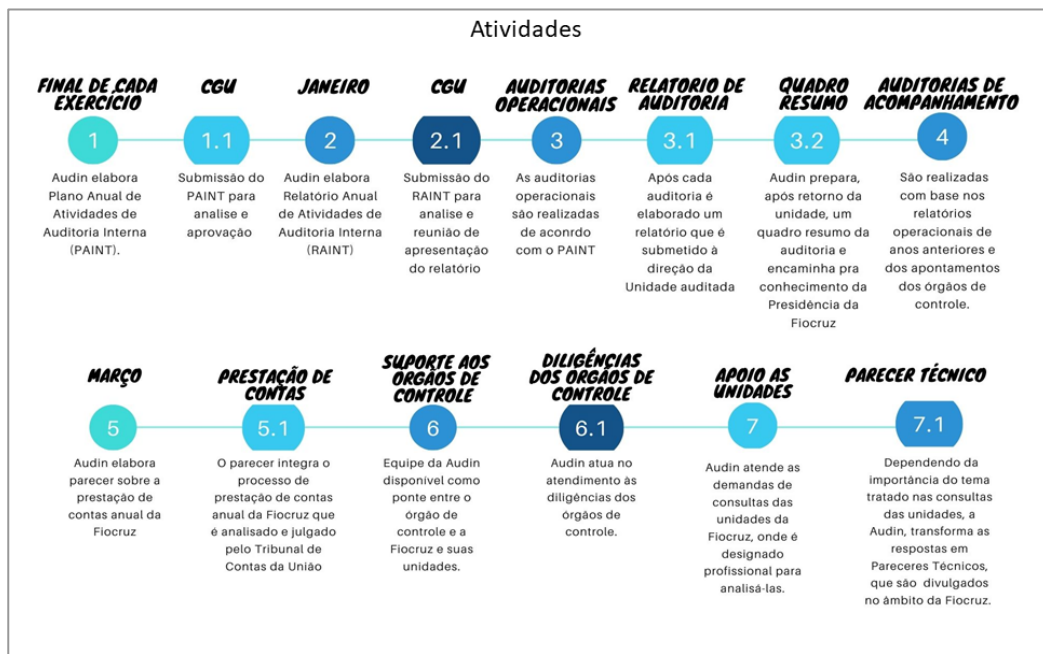 Atividades
FINAL DE CADA
EXERCÍCIO
1
Audin elabora
Plano Anual de
Atividades de
Auditoria Interna
(PAINT).
CGU
1.1
Submissão do
PAINT para
analise e
aprovação
JANEIRO
2
Audin elabora
Relatório Anual
de Atividades de
Auditoria Interna
(RAINT)
CGU
2.1
Submissão do
RAINT para
analise e
reunião de
apresentação
do relatório
AUDITORIAS
OPERACIONAIS
3
As auditorias
operacionais
são realizadas
de aconrdo
com o PAINT
RELATORIO DE
AUDITORIA
3.1
Após cada
auditoria é
elaborado um
relatório que é
submetido à
direção da
Unidade auditada
QUADRO
RESUMO
3.2
Audin prepara,
após retorno da
unidade, um
quadro resumo da
auditoria e
encaminha pra
conhecimento da
Presidência da
Fiocruz
AUDITORIAS DE
ACOMPANHAMENTO
4
São realizadas
com base nos
relatórios
operacionais de
anos anteriores e
dos apontamentos
dos órgãos de
controle.
MARÇO
5
Audin elabora
parecer sobre a
prestação de
contas anual da
Fiocruz
PRESTAÇÃO DE
CONTAS
5.1
O parecer integra o
processo de
prestação de contas
anual da Fiocruz que
é analisado e julgado
pelo Tribunal de
Contas da União
SUPORTE AOS
ÓRGÃOS DE
CONTROLE
6
Equipe da Audin
disponível como
ponte entre o
órgão de
controle e a
Fiocruz e suas
unidades.
DILIGÊNCIAS
DOS ÓRGÃOS DE
CONTROLE
6.1
Audin atua no
atendimento às
diligências dos
órgãos de
controle.
APOIO AS
UNIDADES
7
Audin atende as
demandas de
consultas das
unidades da
Fiocruz, onde é
designado
profissional para
analisá-las.
PARECER TÉCNICO
7.1
Dependendo da
importância do tema
tratado nas consultas
das unidades, a
Audin, transforma as
respostas em
Pareceres Técnicos,
que são divulgados
no âmbito da Fiocruz.